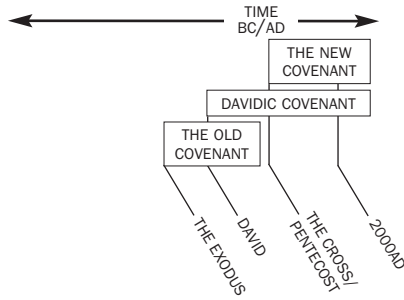 TIME
BC/AD
THE NEW
COVENANT
DAVIDIC COVENANT
THE OLD
COVENANT
THE EXODUS
DAVID
THE CROSS/
PENTECOST
2000AD